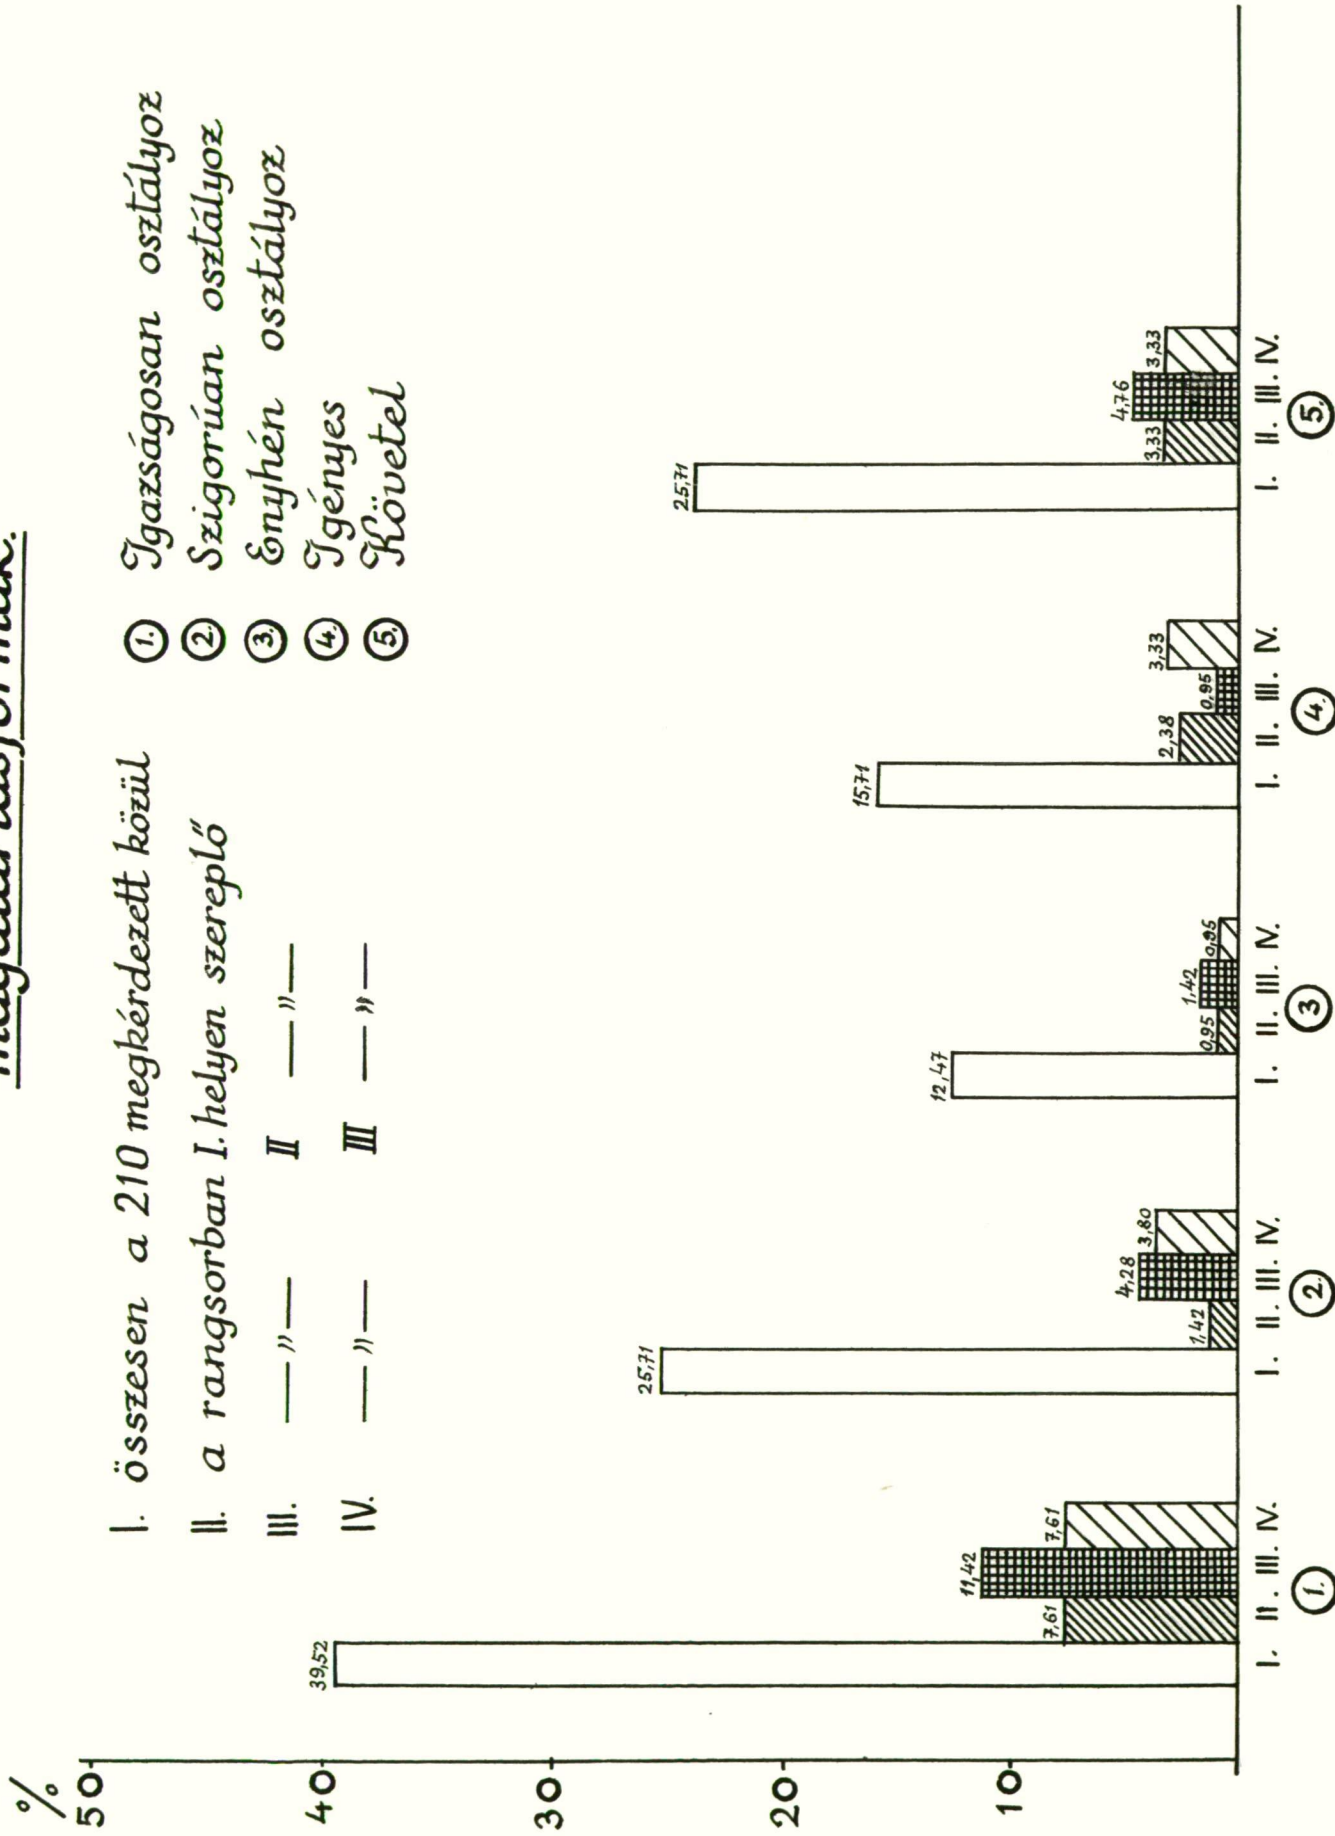 %
50
40
30
20
10
I. összesen a 210 megkérdezett közül
II. a rangsorban I. helyen szereplő
III. —„— II —„—
IV. —„— III —„—
1. Igazságosan osztályoz
2. Szigorúan osztályoz
3. Enyhén osztályoz
4. Igényes
5. Követel
39,52 7,61 11,42 7,61
25,71 1,42 4,28 3,80
12,47 0,95 1,42 0,95
15,71 2,38 0,95 3,33
25,71 3,33 4,76 3,33
I. II. III. IV. I. II. III. IV. I. II. III. IV. I. II. III. IV. I. II. III. IV.
1. 2. 3 4. 5.